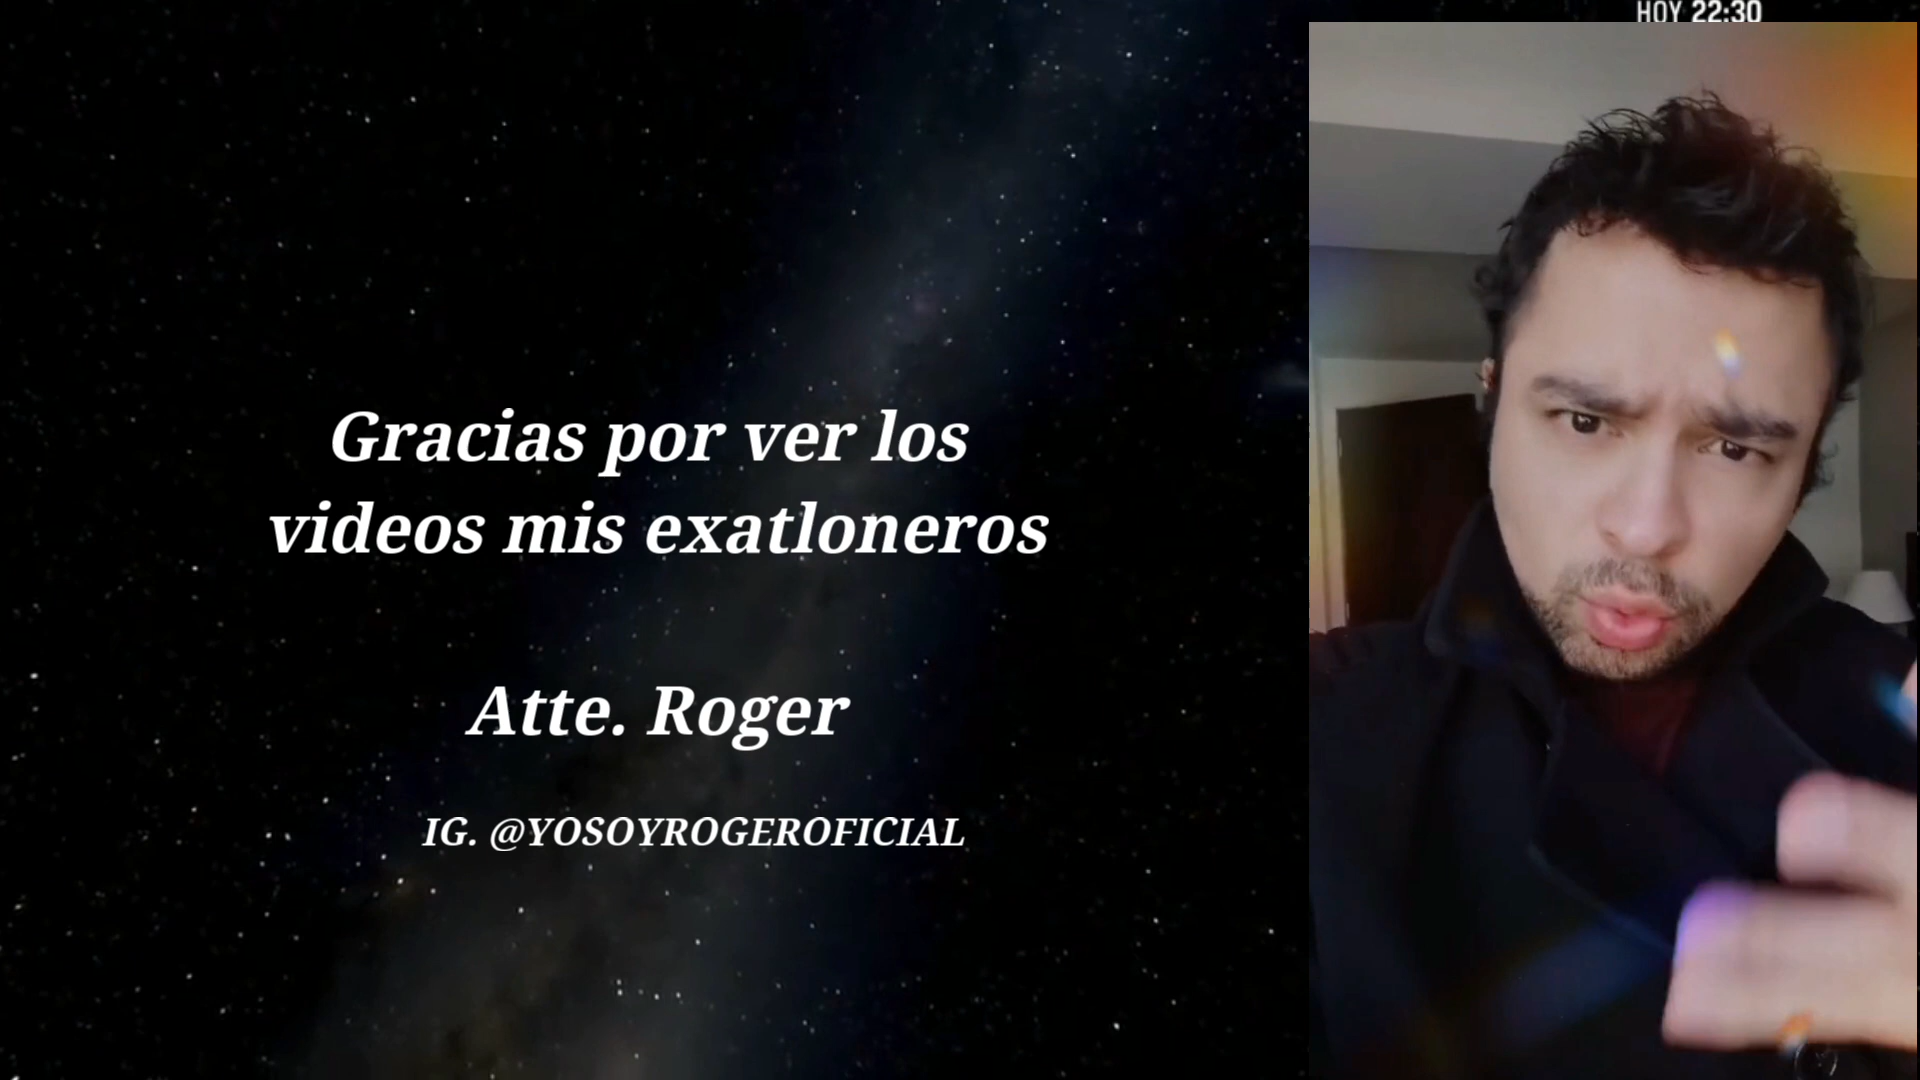 HOY 22:30
Gracias por ver los
videos mis exatloneros
Atte. Roger
IG. @YOSOYROGEROFICIAL